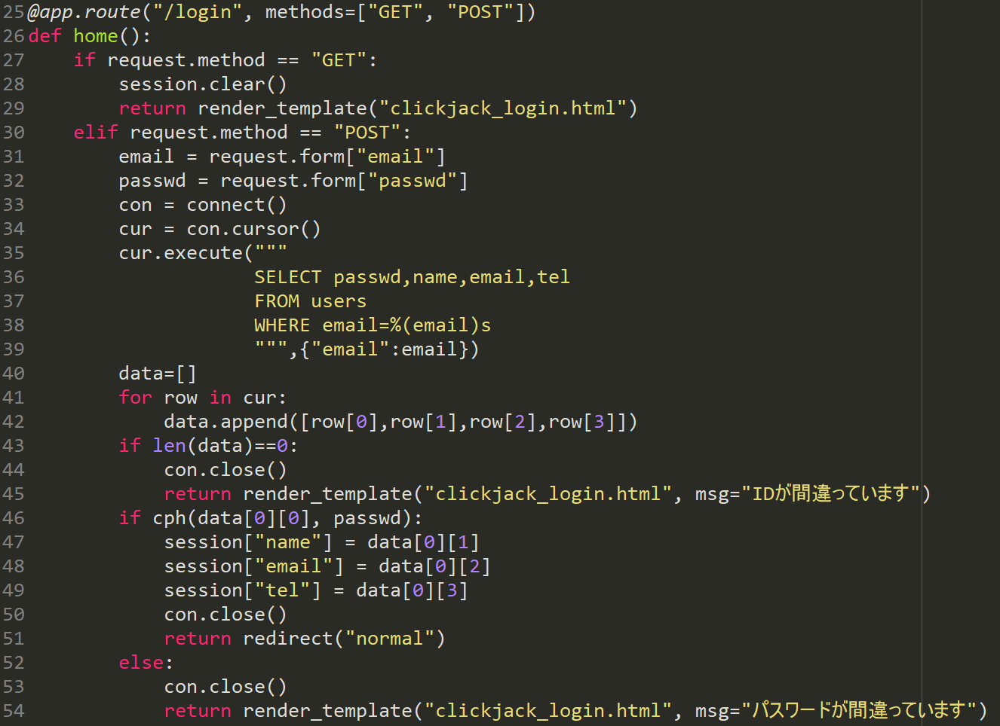 25@app.route("/login", methods=["GET", "POST"])
26def home():
27    if request.method == "GET":
28        session.clear()
29        return render_template("clickjack_login.html")
30    elif request.method == "POST":
31        email = request.form["email"]
32        passwd = request.form["passwd"]
33        con = connect()
34        cur = con.cursor()
35        cur.execute("""
36                    SELECT passwd,name,email,tel
37                    FROM users
38                    WHERE email=%(email)s
39                    """,{"email":email})
40        data=[]
41        for row in cur:
42            data.append([row[0],row[1],row[2],row[3]])
43        if len(data)==0:
44            con.close()
45            return render_template("clickjack_login.html", msg="IDが間違っています")
46        if cph(data[0][0], passwd):
47            session["name"] = data[0][1]
48            session["email"] = data[0][2]
49            session["tel"] = data[0][3]
50            con.close()
51            return redirect("normal")
52        else:
53            con.close()
54            return render_template("clickjack_login.html", msg="パスワードが間違っています")